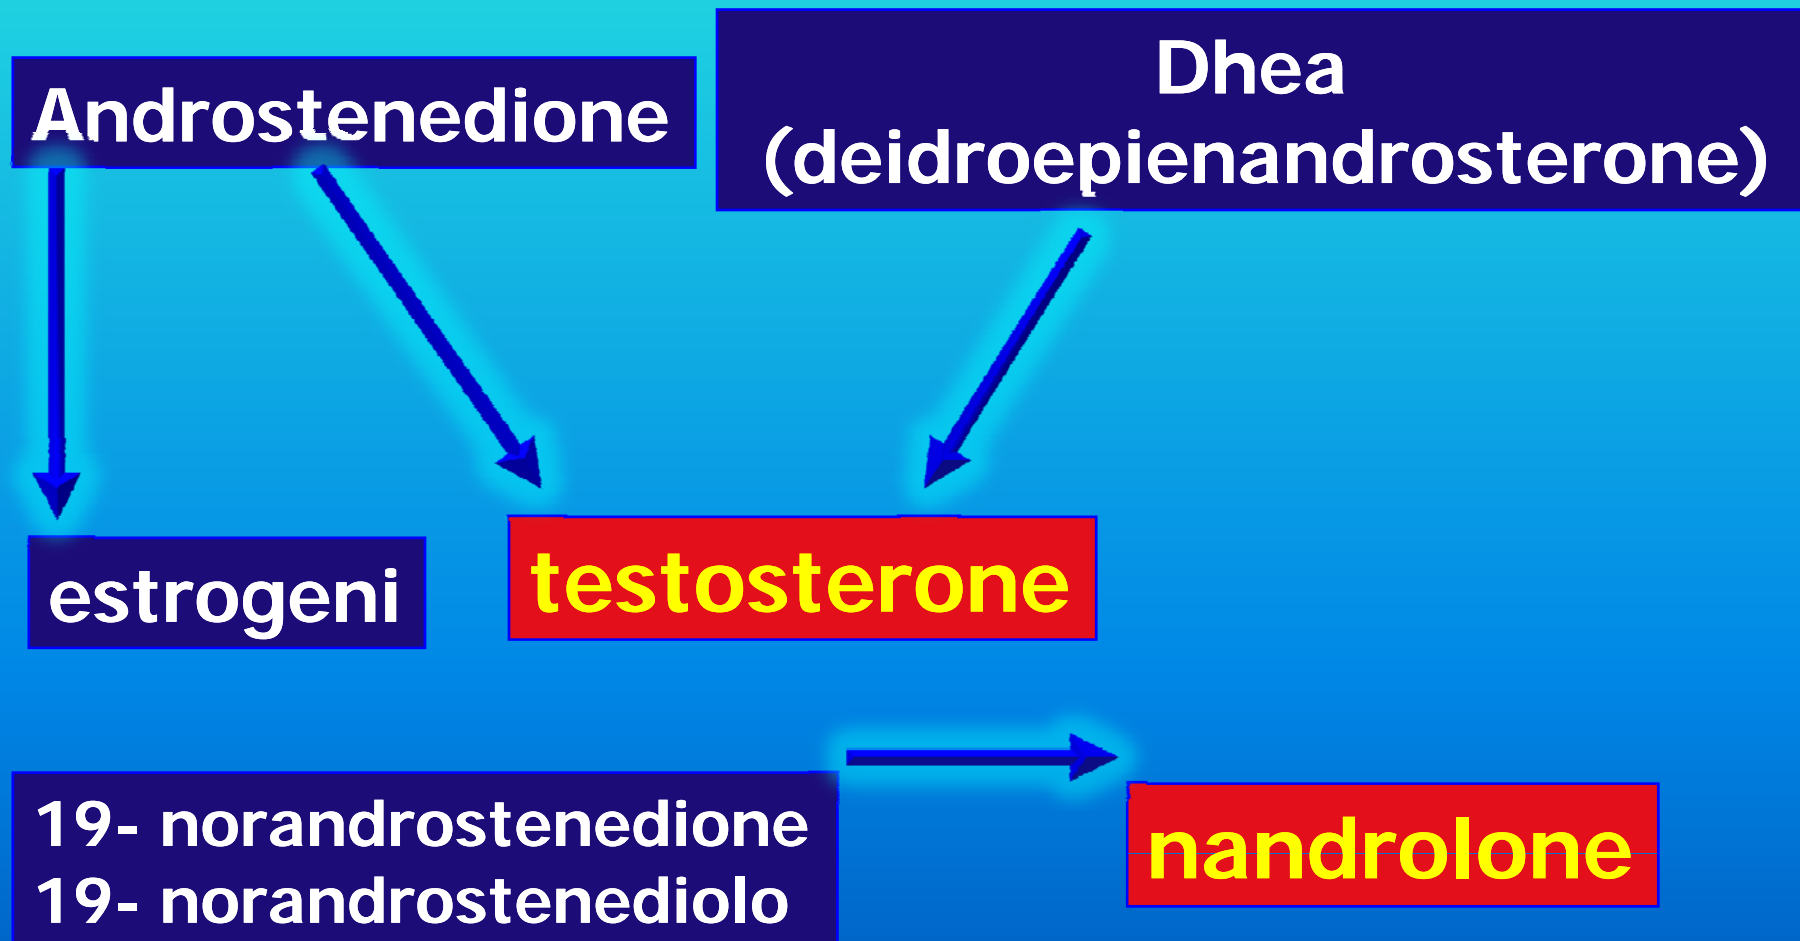 Androstenedione
Dhea
(deidroepienandrosterone)
estrogeni
testosterone
19- norandrostenedione
19- norandrostenediolo
nandrolone